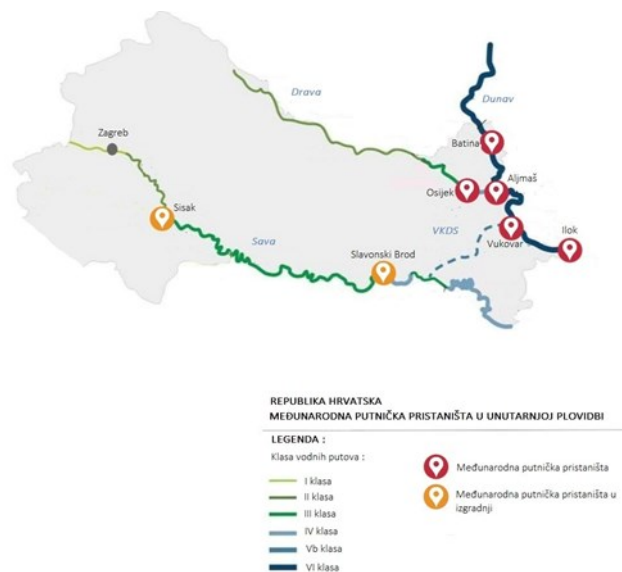 Drava
Dunav
Zagreb
Batina
Aljmaš
Osijek
Sisak
Ilok
VKDS
Vukovar
Sava
Slavonski Brod
REPUBLIKA HRVATSKA
MEĐUNARODNA PUTNIČKA PRISTANIŠTA U UNUTARNJOJ PLOVIDBI
LEGENDA :
Klasa vodnih putova :
I klasa
II klasa
III klasa
IV klasa
Vb klasa
VI klasa
Međunarodna putnička pristaništa
Međunarodna putnička pristaništa u
izgradnji